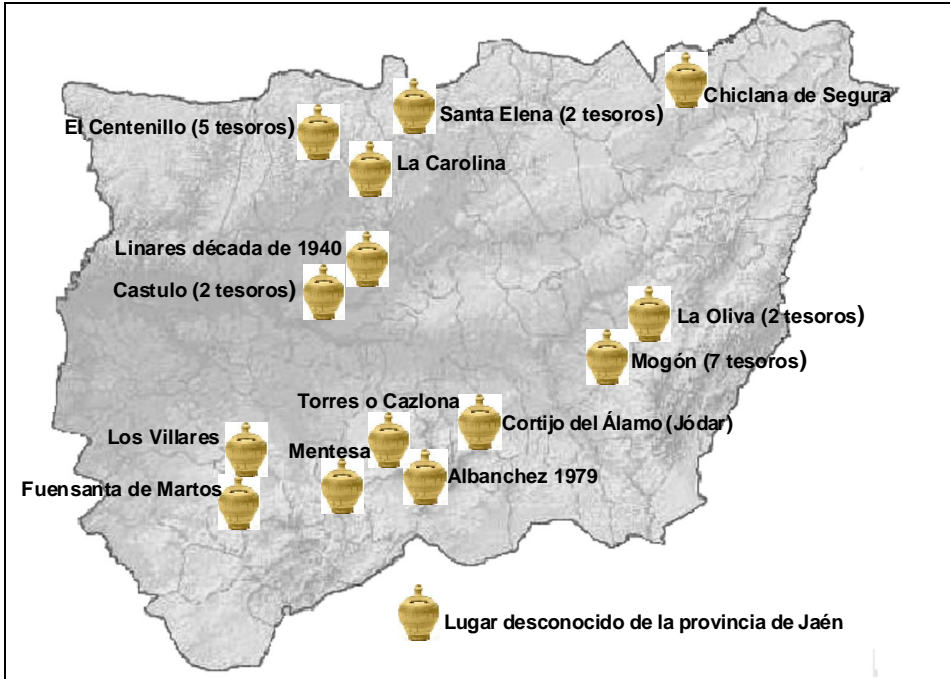 Chiclana de Segura
Santa Elena (2 tesoros)
El Centenillo (5 tesoros)
La Carolina
Linares década de 1940
Castulo (2 tesoros)
La Oliva (2 tesoros)
Mogón (7 tesoros)
Torres o Cazlona
Cortijo del Álamo (Jódar)
Los Villares
Mentesa
Albanchez 1979
Fuensanta de Martos
Lugar desconocido de la provincia de Jaén